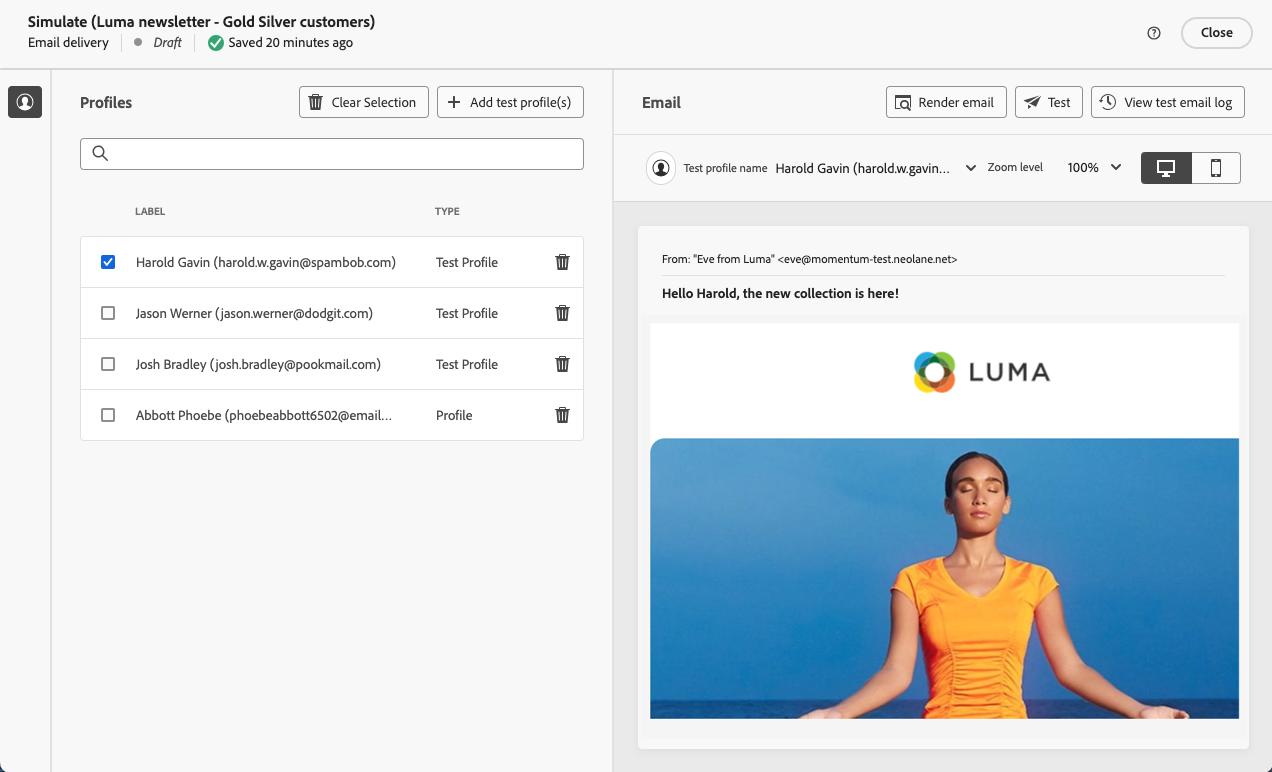 Simulate (Luma newsletter - Gold Silver customers)
Email delivery Draft Saved 20 minutes ago
Close
Profiles
Clear Selection
Add test profile(s)
LABEL TYPE
Harold Gavin (harold.w.gavin@spambob.com) Test Profile
Jason Werner (jason.werner@dodgit.com) Test Profile
Josh Bradley (josh.bradley@pookmail.com) Test Profile
Abbott Phoebe (phoebeabbott6502@email... Profile
Email
Render email
Test
View test email log
Test profile name Harold Gavin (harold.w.gavin... Zoom level 100%
From: "Eve from Luma" <eve@momentum-test.neolane.net>
Hello Harold, the new collection is here!
LUMA